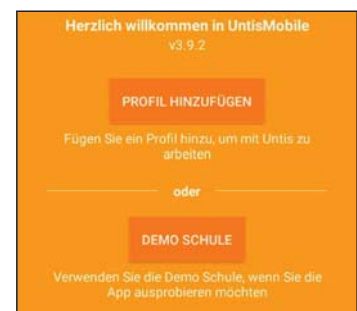 Herzlich willkommen in UntisMobile
v3.9.2
PROFIL HINZUFÜGEN
Fügen Sie ein Profil hinzu, um mit Untis zu
arbeiten
oder
DEMO SCHULE
Verwenden Sie die Demo Schule, wenn Sie die
App ausprobieren möchten